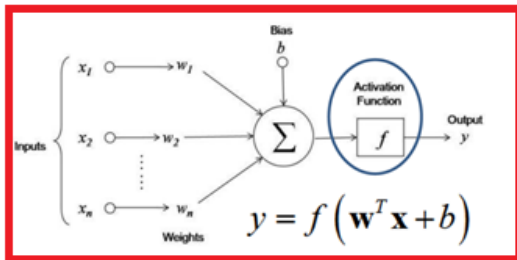 Bias
b
x₁ w₁
Activation
Function
Inputs x₂ w₂ Σ f Output
y
xₙ wₙ
Weights
y = f(wᵀx + b)